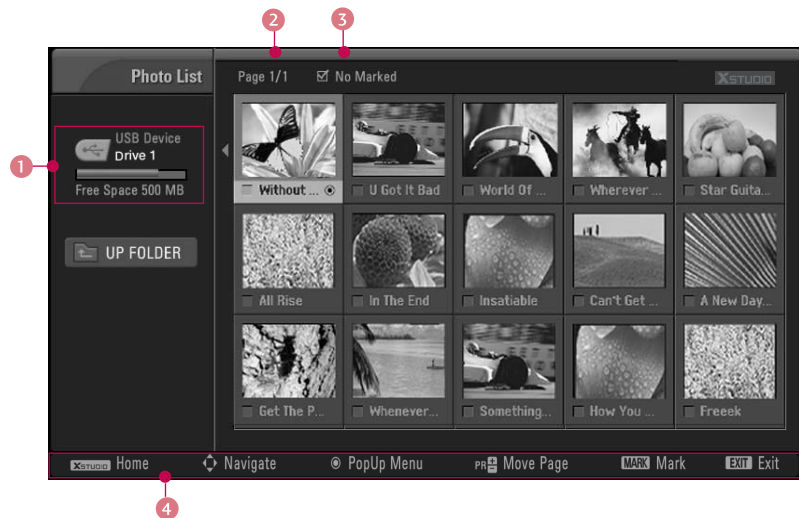 2
3
Photo List
Page 1/1
No Marked
XSTUDIO
1
USB Device
Drive 1
Free Space 500 MB
UP FOLDER
Without ...
U Got It Bad
World Of ...
Wherever ...
Star Guita...
All Rise
In The End
Insatiable
Can't Get ...
A New Day...
Get The P...
Whenever...
Something...
How You ...
Freeek
XSTUDIO Home
Navigate
PopUp Menu
PR Move Page
MARK Mark
EXIT Exit
4